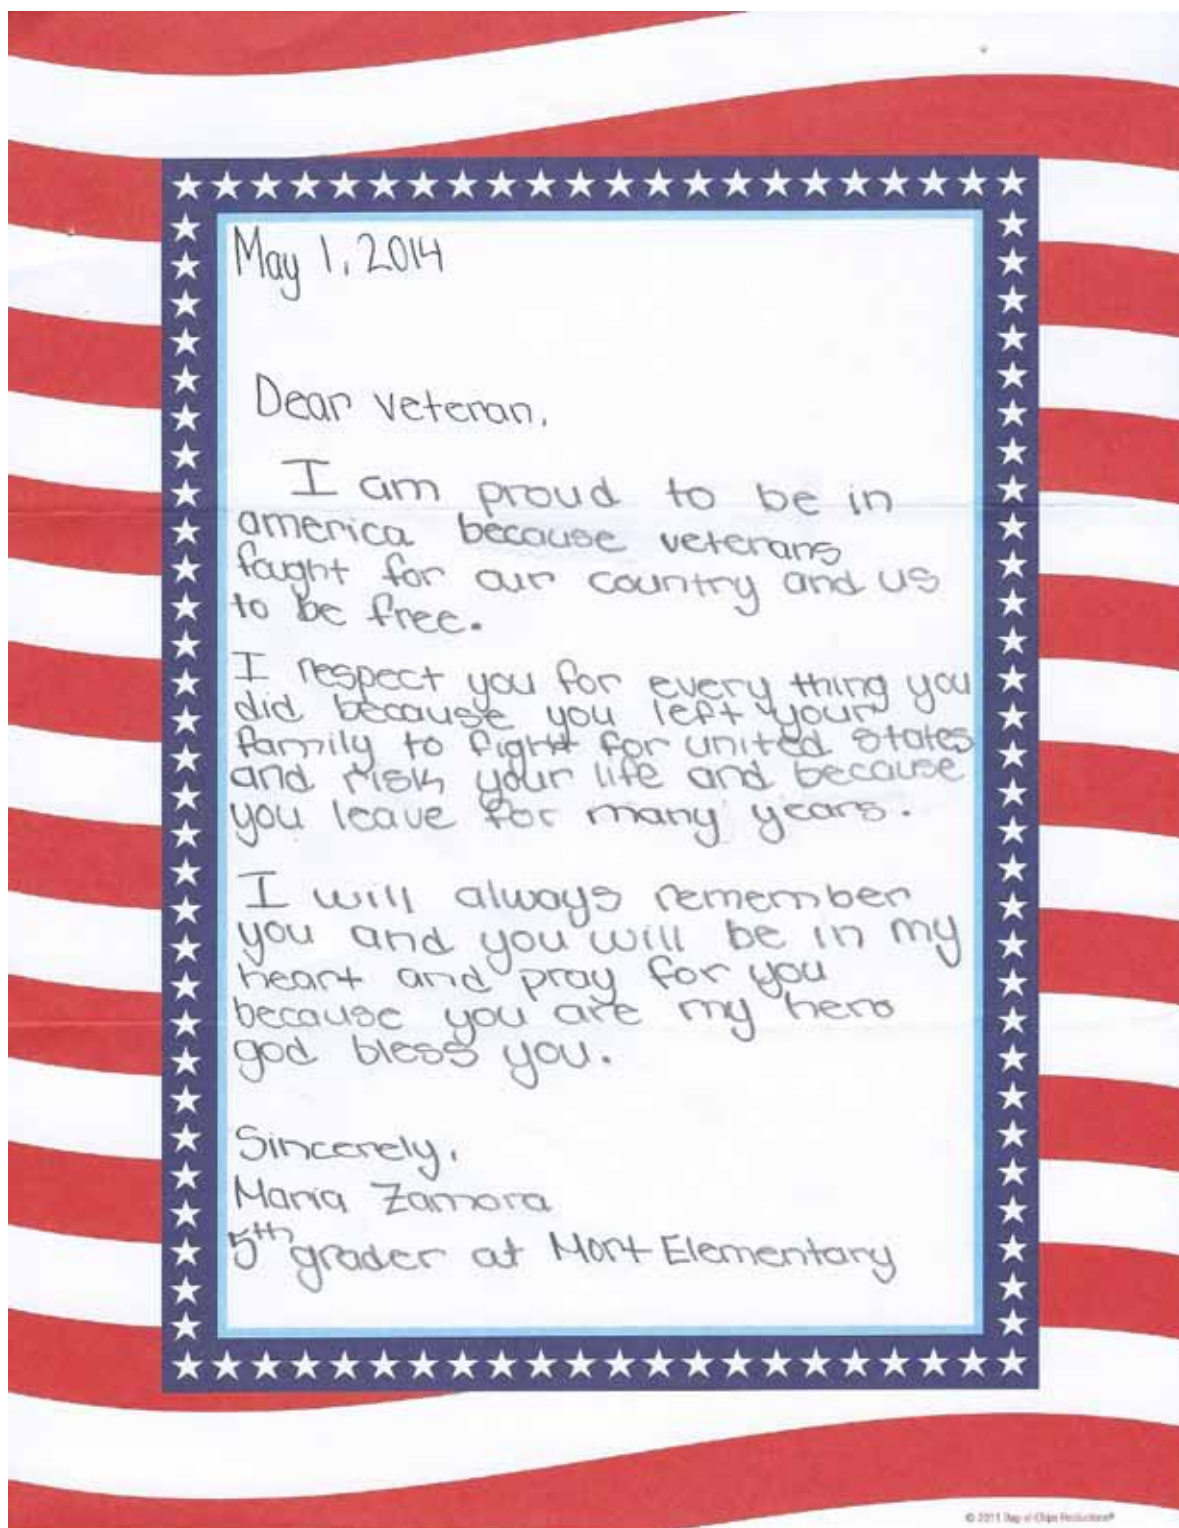 May 1, 2014
Dear veteran,
I am proud to be in
america because veterans
faught for our country and us
to be free.
I respect you for every thing you
did because you left your
family to fight for united states
and risk your life and because
you leave for many years.
I will always remember
you and you will be in my
heart and pray for you
because you are my hero
god bless you.
Sincerely,
Maria Zamora
5th grader at Mort Elementary
© 2011